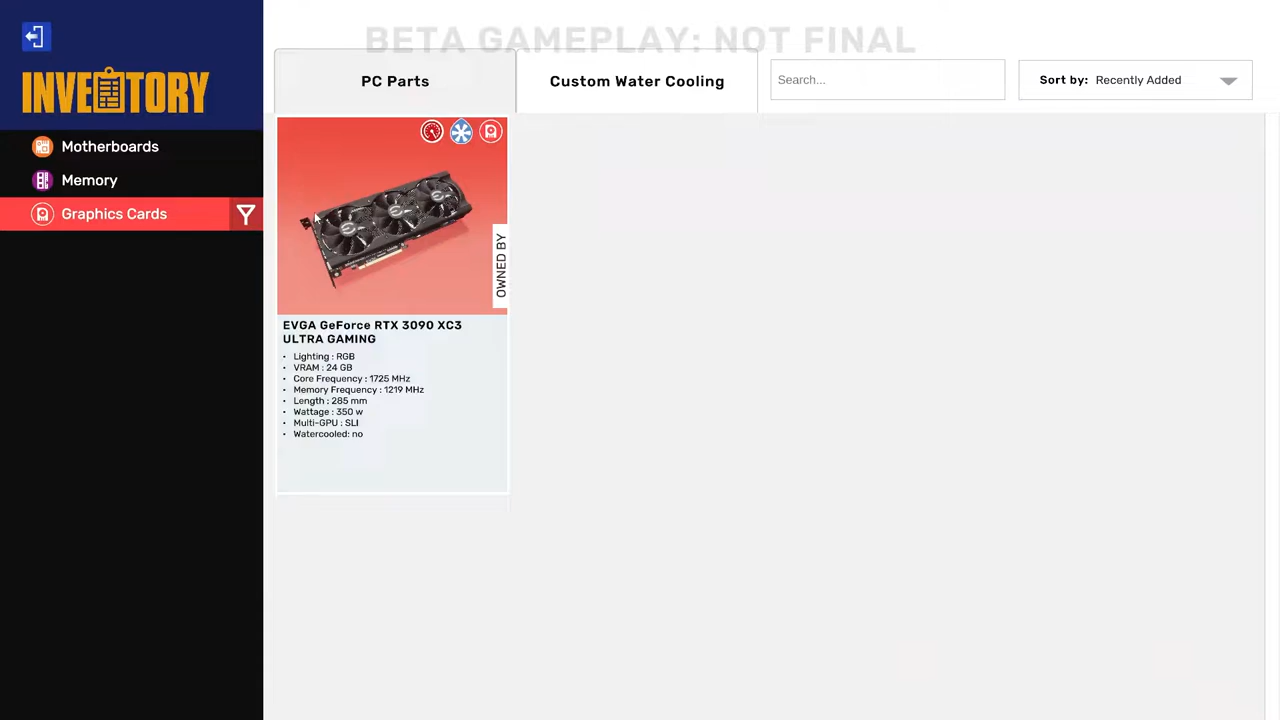 BETA GAMEPLAY: NOT FINAL
INVENTORY
PC Parts
Custom Water Cooling
Search...
Sort by: Recently Added
Motherboards
Memory
Graphics Cards
OWNED BY
EVGA GeForce RTX 3090 XC3
ULTRA GAMING
• Lighting : RGB
• VRAM : 24 GB
• Core Frequency : 1725 MHz
• Memory Frequency : 1219 MHz
• Length : 285 mm
• Wattage : 350 w
• Multi-GPU : SLI
• Watercooled: no